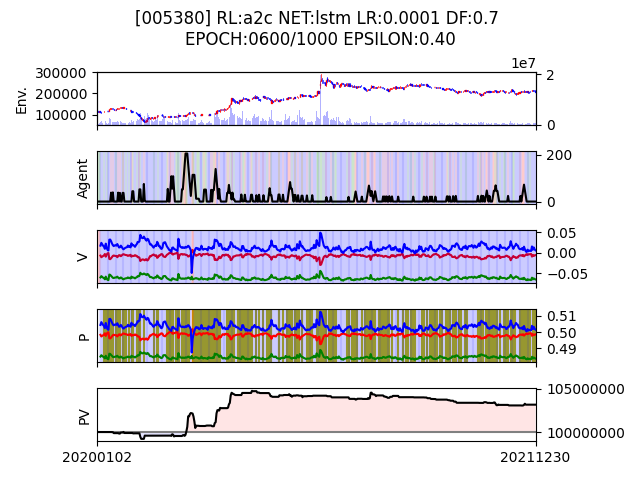 [005380] RL:a2c NET:lstm LR:0.0001 DF:0.7
EPOCH:0600/1000 EPSILON:0.40
1e7
300000
200000
100000
Env.
2
0
Agent
200
0
V
0.05
0.00
−0.05
P
0.51
0.50
0.49
PV
105000000
100000000
20200102
20211230